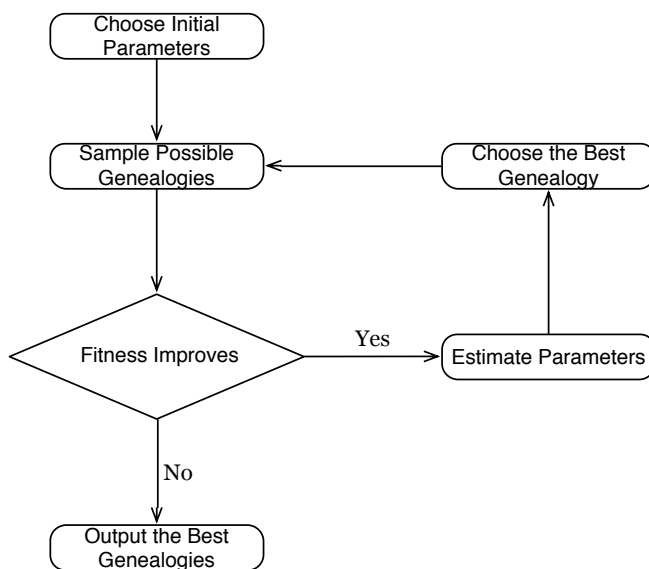 Choose Initial
Parameters
Sample Possible
Genealogies
Choose the Best
Genealogy
Fitness Improves
Yes
Estimate Parameters
No
Output the Best
Genealogies